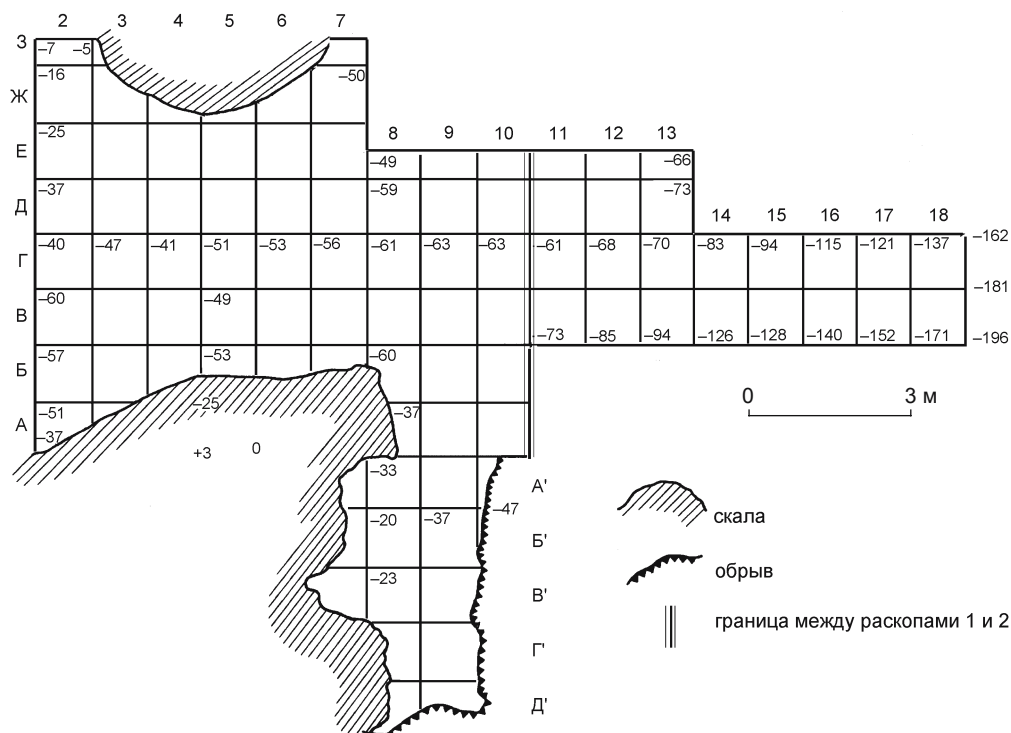 2 3 4 5 6 7
З –7 –5
–16 –50
Ж
–25
8 9 10 11 12 13
Е –49 –66
–37 –59 –73
Д
14 15 16 17 18
–40 –47 –41 –51 –53 –56 –61 –63 –63 –61 –68 –70 –83 –94 –115 –121 –137 –162
Г
–181
–60 –49
В
–73 –85 –94 –126 –128 –140 –152 –171 –196
–57 –53 –60
Б
0 3 м
–25
–51 –37
А
–37
+3 0
–33
А'
–20 –37 –47
скала
Б'
обрыв
–23
В'
граница между раскопами 1 и 2
Г'
Д'